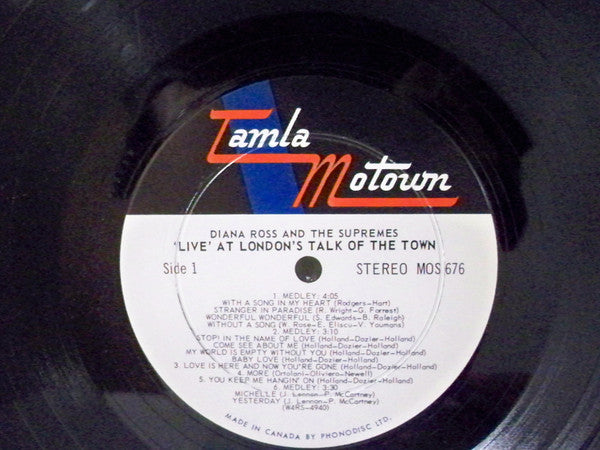 Tamla
Motown
DIANA ROSS AND THE SUPREMES
'LIVE' AT LONDON'S TALK OF THE TOWN
Side 1 STEREO MOS 676
1. MEDLEY: 4:05
WITH A SONG IN MY HEART (Rodgers-Hart)
STRANGER IN PARADISE (R. Wright-G. Forrest)
WONDERFUL WONDERFUL (S. Edwards-B. Raleigh)
WITHOUT A SONG (W. Rose-E. Eliscu-V. Youmans)
2. MEDLEY: 3:10
STOP! IN THE NAME OF LOVE (Holland-Dozier-Holland)
COME SEE ABOUT ME (Holland-Dozier-Holland)
MY WORLD IS EMPTY WITHOUT YOU (Holland-Dozier-Holland)
BABY LOVE (Holland-Dozier-Holland)
3. LOVE IS HERE AND NOW YOU'RE GONE (Holland-Dozier-Holland)
4. MORE (Ortolani-Oliviero-Newell)
5. YOU KEEP ME HANGIN' ON (Holland-Dozier-Holland)
6. MEDLEY: 3:30
MICHELLE (J. Lennon-P. McCartney)
YESTERDAY (J. Lennon-P. McCartney)
(W4RS-4940)
MADE IN CANADA BY PHONODISC LTD.